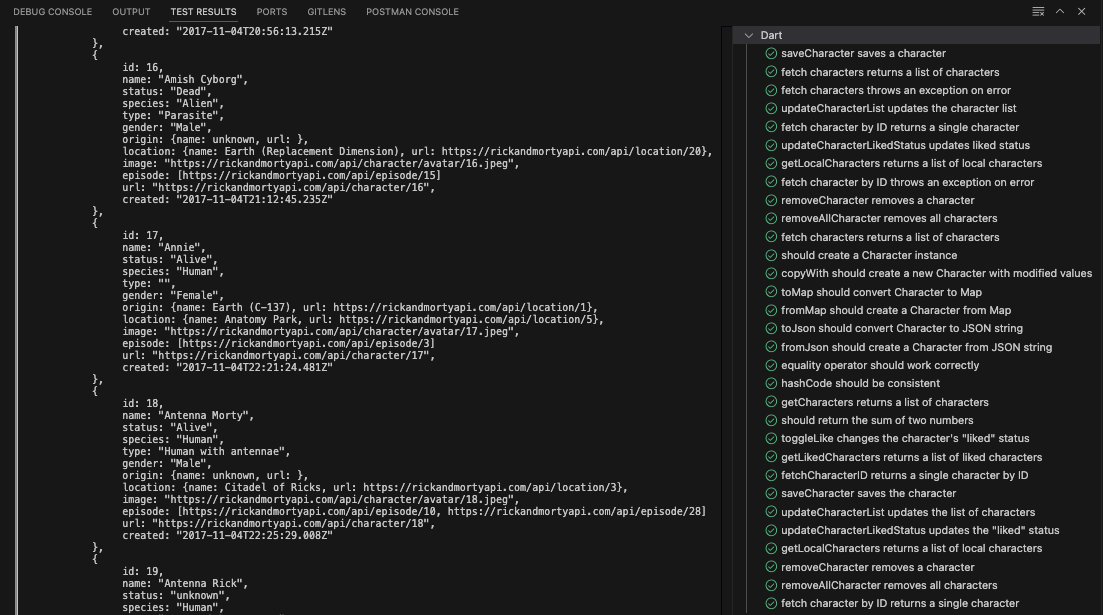 DEBUG CONSOLE OUTPUT TEST RESULTS PORTS GITLENS POSTMAN CONSOLE
created: "2017-11-04T20:56:13.215Z"
},
{
id: 16,
name: "Amish Cyborg",
status: "Dead",
species: "Alien",
type: "Parasite",
gender: "Male",
origin: {name: unknown, url: },
location: {name: Earth (Replacement Dimension), url: https://rickandmortyapi.com/api/location/20},
image: "https://rickandmortyapi.com/api/character/avatar/16.jpeg",
episode: [https://rickandmortyapi.com/api/episode/15]
url: "https://rickandmortyapi.com/api/character/16",
created: "2017-11-04T21:12:45.235Z"
},
{
id: 17,
name: "Annie",
status: "Alive",
species: "Human",
type: "",
gender: "Female",
origin: {name: Earth (C-137), url: https://rickandmortyapi.com/api/location/1},
location: {name: Anatomy Park, url: https://rickandmortyapi.com/api/location/5},
image: "https://rickandmortyapi.com/api/character/avatar/17.jpeg",
episode: [https://rickandmortyapi.com/api/episode/3]
url: "https://rickandmortyapi.com/api/character/17",
created: "2017-11-04T22:21:24.481Z"
},
{
id: 18,
name: "Antenna Morty",
status: "Alive",
species: "Human",
type: "Human with antennae",
gender: "Male",
origin: {name: unknown, url: },
location: {name: Citadel of Ricks, url: https://rickandmortyapi.com/api/location/3},
image: "https://rickandmortyapi.com/api/character/avatar/18.jpeg",
episode: [https://rickandmortyapi.com/api/episode/10, https://rickandmortyapi.com/api/episode/28]
url: "https://rickandmortyapi.com/api/character/18",
created: "2017-11-04T22:25:29.008Z"
},
{
id: 19,
name: "Antenna Rick",
status: "unknown",
species: "Human",
Dart
saveCharacter saves a character
fetch characters returns a list of characters
fetch characters throws an exception on error
updateCharacterList updates the character list
fetch character by ID returns a single character
updateCharacterLikedStatus updates liked status
getLocalCharacters returns a list of local characters
fetch character by ID throws an exception on error
removeCharacter removes a character
removeAllCharacter removes all characters
fetch characters returns a list of characters
should create a Character instance
copyWith should create a new Character with modified values
toMap should convert Character to Map
fromMap should create a Character from Map
toJson should convert Character to JSON string
fromJson should create a Character from JSON string
equality operator should work correctly
hashCode should be consistent
getCharacters returns a list of characters
should return the sum of two numbers
toggleLike changes the character's "liked" status
getLikedCharacters returns a list of liked characters
fetchCharacterID returns a single character by ID
saveCharacter saves the character
updateCharacterList updates the list of characters
updateCharacterLikedStatus updates the "liked" status
getLocalCharacters returns a list of local characters
removeCharacter removes a character
removeAllCharacter removes all characters
fetch character by ID returns a single character